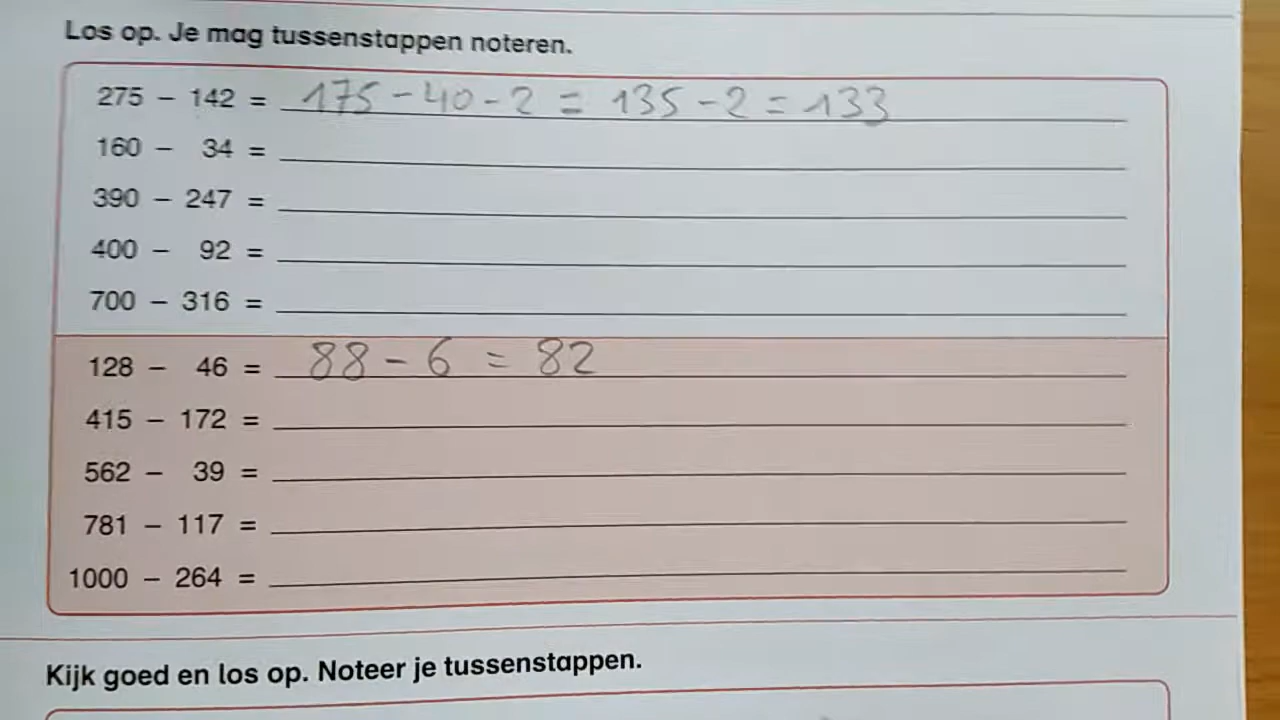 Los op. Je mag tussenstappen noteren.
275 – 142 = 175 - 40 - 2 = 135 - 2 = 133
160 – 34 =
390 – 247 =
400 – 92 =
700 – 316 =
128 – 46 = 88 - 6 = 82
415 – 172 =
562 – 39 =
781 – 117 =
1000 – 264 =
Kijk goed en los op. Noteer je tussenstappen.